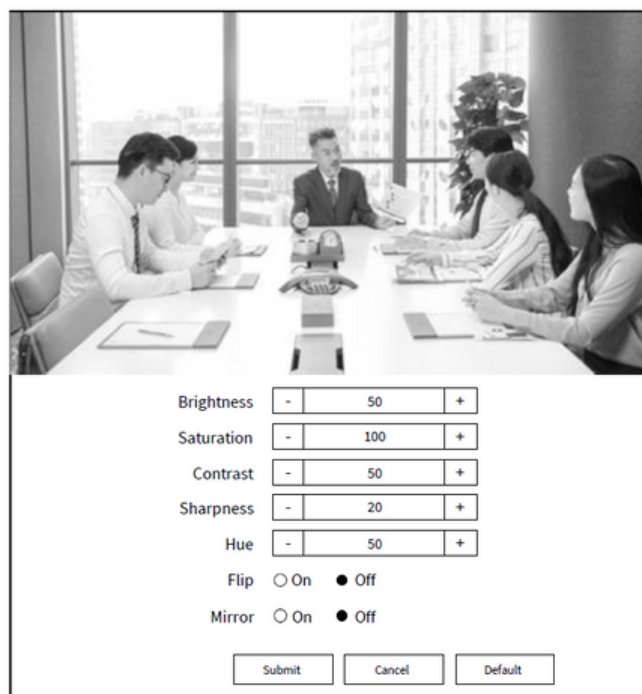 Brightness - 50 +
Saturation - 100 +
Contrast - 50 +
Sharpness - 20 +
Hue - 50 +
Flip On Off
Mirror On Off
Submit Cancel Default